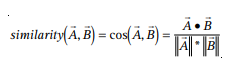 similarity(A⃗, B⃗) = cos(A⃗, B⃗) = A⃗ • B⃗ / ‖A⃗‖ * ‖B⃗‖